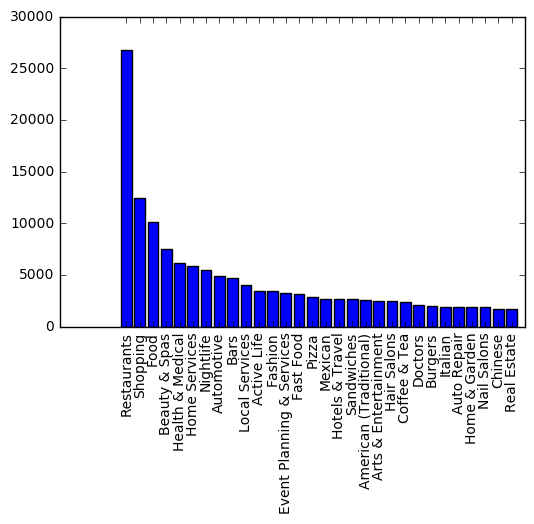 30000
25000
20000
15000
10000
5000
0
Restaurants
Shopping
Food
Beauty & Spas
Health & Medical
Home Services
Nightlife
Automotive
Bars
Local Services
Active Life
Fashion
Event Planning & Services
Fast Food
Pizza
Mexican
Hotels & Travel
Sandwiches
American (Traditional)
Arts & Entertainment
Hair Salons
Coffee & Tea
Doctors
Burgers
Italian
Auto Repair
Home & Garden
Nail Salons
Chinese
Real Estate